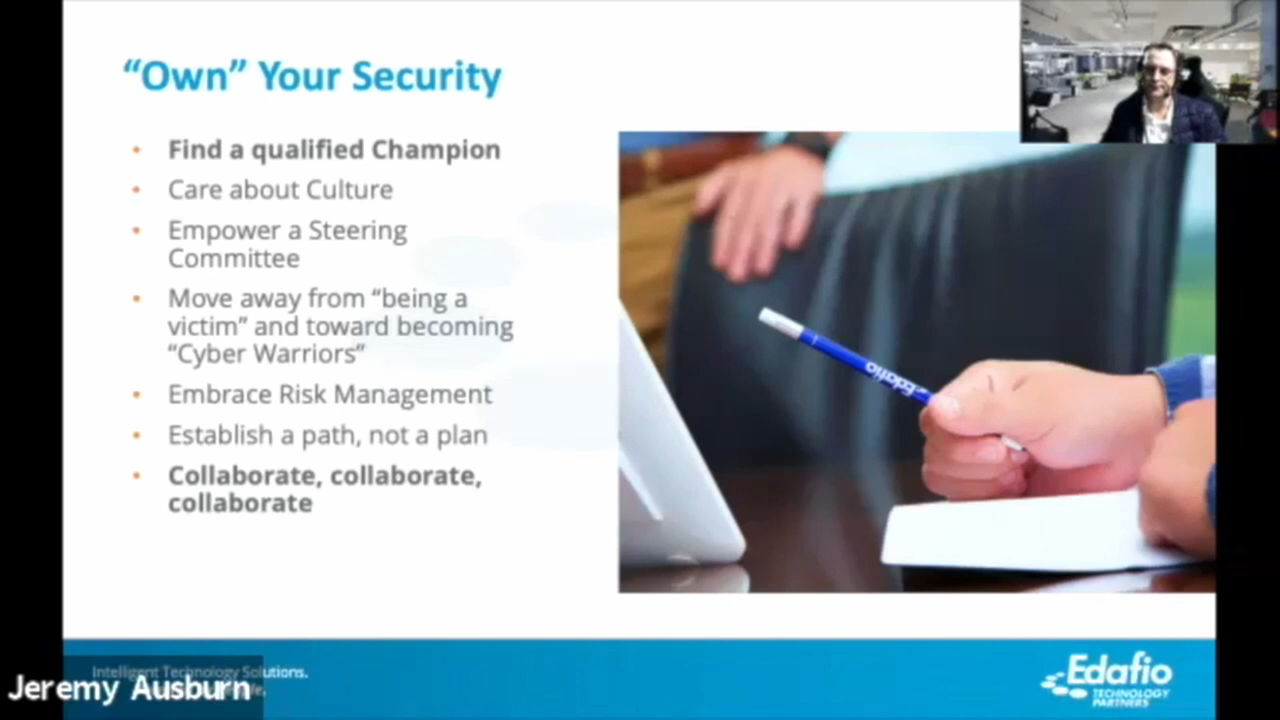 “Own” Your Security
Find a qualified Champion
Care about Culture
Empower a Steering
Committee
Move away from “being a
victim” and toward becoming
“Cyber Warriors”
Embrace Risk Management
Establish a path, not a plan
Collaborate, collaborate,
collaborate
Edafio
Intelligent Technology Solutions.
Jeremy Ausburn
Edafio
TECHNOLOGY
PARTNERS